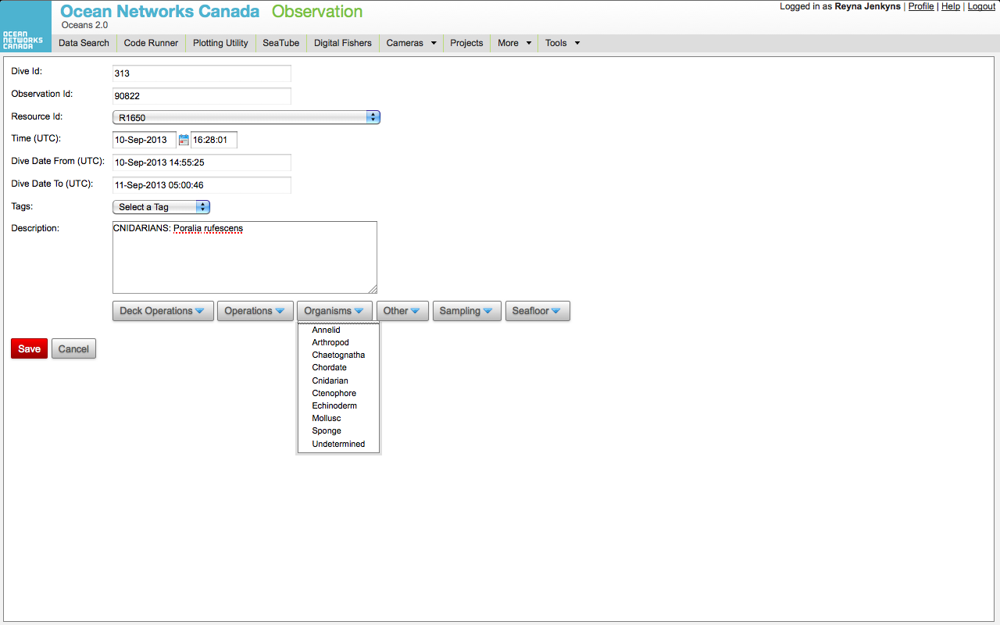 Ocean Networks Canada Observation
Oceans 2.0
Logged in as Reyna Jenkyns | Profile | Help | Logout
OCEAN
NETWORKS
CANADA
Data Search Code Runner Plotting Utility SeaTube Digital Fishers Cameras Projects More Tools
Dive Id: 313
Observation Id: 90822
Resource Id: R1650
Time (UTC): 10-Sep-2013 16:28:01
Dive Date From (UTC): 10-Sep-2013 14:55:25
Dive Date To (UTC): 11-Sep-2013 05:00:46
Tags: Select a Tag
Description: CNIDARIANS: Poralia rufescens
Deck Operations Operations Organisms Other Sampling Seafloor
Annelid
Arthropod
Chaetognatha
Chordate
Cnidarian
Ctenophore
Echinoderm
Mollusc
Sponge
Undetermined
Save Cancel